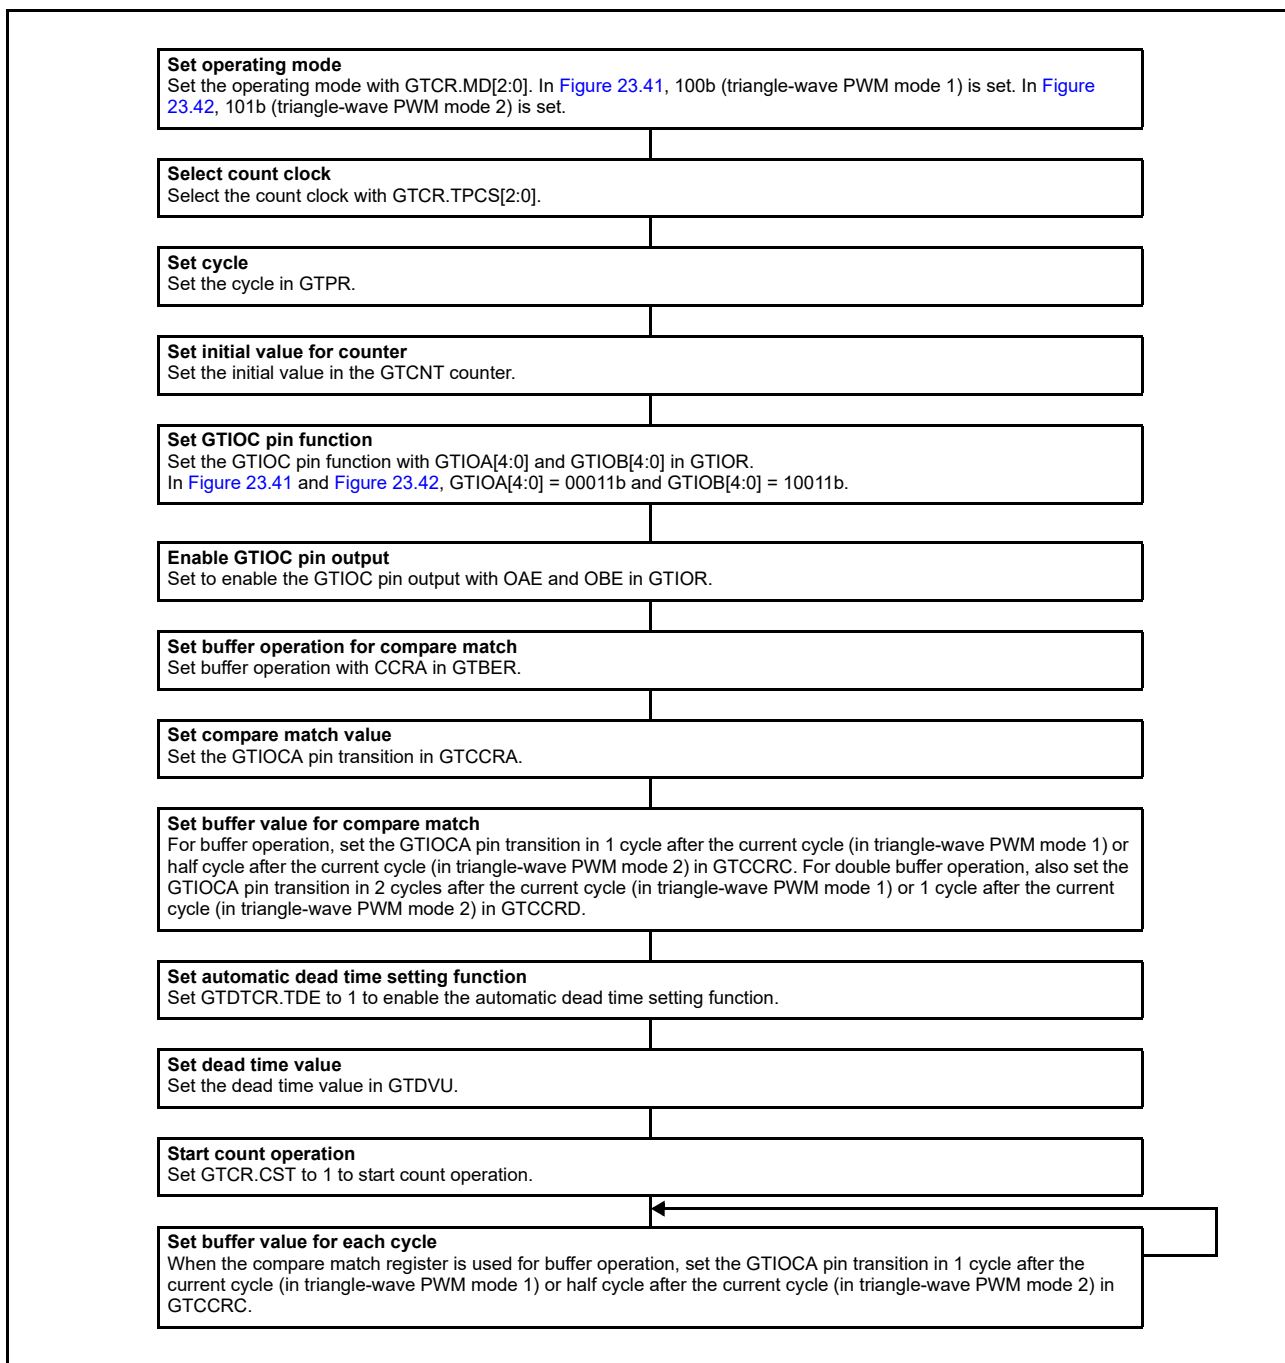 Set operating mode
Set the operating mode with GTCR.MD[2:0]. In Figure 23.41, 100b (triangle-wave PWM mode 1) is set. In Figure
23.42, 101b (triangle-wave PWM mode 2) is set.
Select count clock
Select the count clock with GTCR.TPCS[2:0].
Set cycle
Set the cycle in GTPR.
Set initial value for counter
Set the initial value in the GTCNT counter.
Set GTIOC pin function
Set the GTIOC pin function with GTIOA[4:0] and GTIOB[4:0] in GTIOR.
In Figure 23.41 and Figure 23.42, GTIOA[4:0] = 00011b and GTIOB[4:0] = 10011b.
Enable GTIOC pin output
Set to enable the GTIOC pin output with OAE and OBE in GTIOR.
Set buffer operation for compare match
Set buffer operation with CCRA in GTBER.
Set compare match value
Set the GTIOCA pin transition in GTCCRA.
Set buffer value for compare match
For buffer operation, set the GTIOCA pin transition in 1 cycle after the current cycle (in triangle-wave PWM mode 1) or
half cycle after the current cycle (in triangle-wave PWM mode 2) in GTCCRC. For double buffer operation, also set the
GTIOCA pin transition in 2 cycles after the current cycle (in triangle-wave PWM mode 1) or 1 cycle after the current
cycle (in triangle-wave PWM mode 2) in GTCCRD.
Set automatic dead time setting function
Set GTDTCR.TDE to 1 to enable the automatic dead time setting function.
Set dead time value
Set the dead time value in GTDVU.
Start count operation
Set GTCR.CST to 1 to start count operation.
Set buffer value for each cycle
When the compare match register is used for buffer operation, set the GTIOCA pin transition in 1 cycle after the
current cycle (in triangle-wave PWM mode 1) or half cycle after the current cycle (in triangle-wave PWM mode 2) in
GTCCRC.